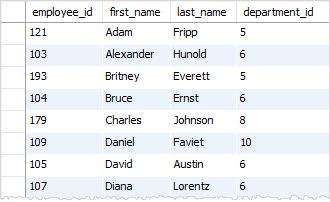 employee_id first_name last_name department_id
121 Adam Fripp 5
103 Alexander Hunold 6
193 Britney Everett 5
104 Bruce Ernst 6
179 Charles Johnson 8
109 Daniel Faviet 10
105 David Austin 6
107 Diana Lorentz 6